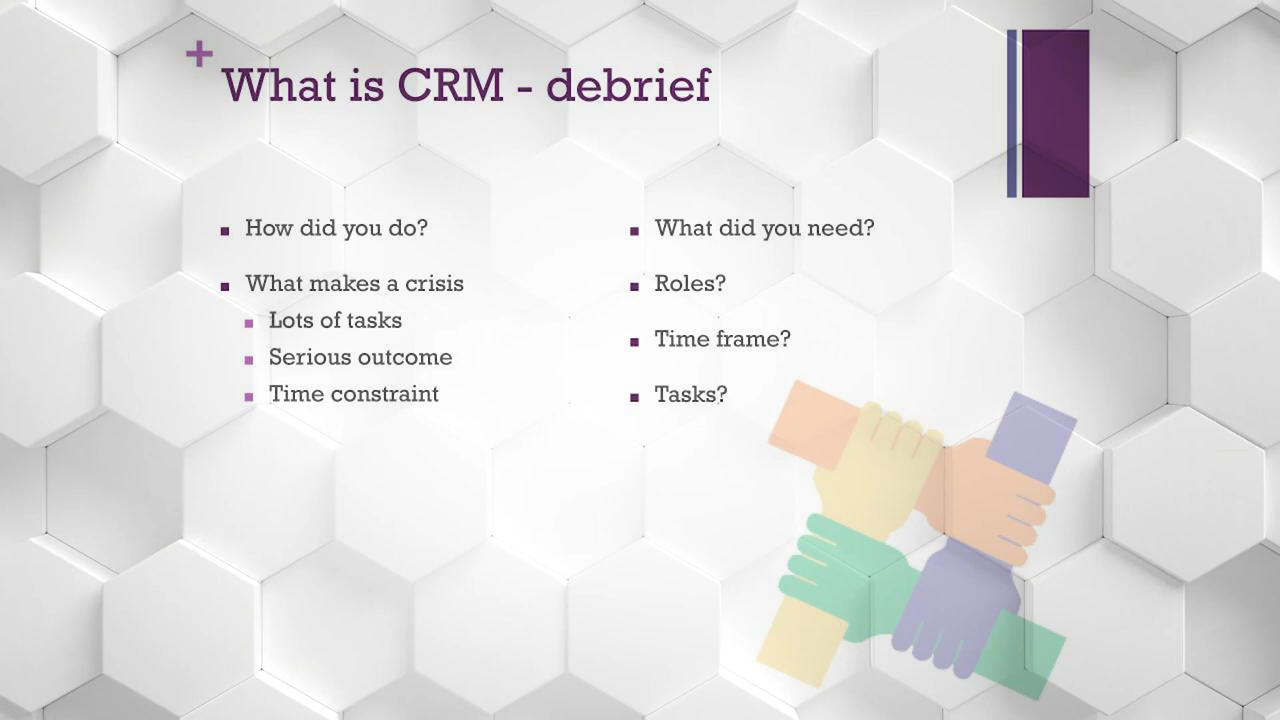 +
What is CRM - debrief
How did you do?
What makes a crisis
Lots of tasks
Serious outcome
Time constraint
What did you need?
Roles?
Time frame?
Tasks?